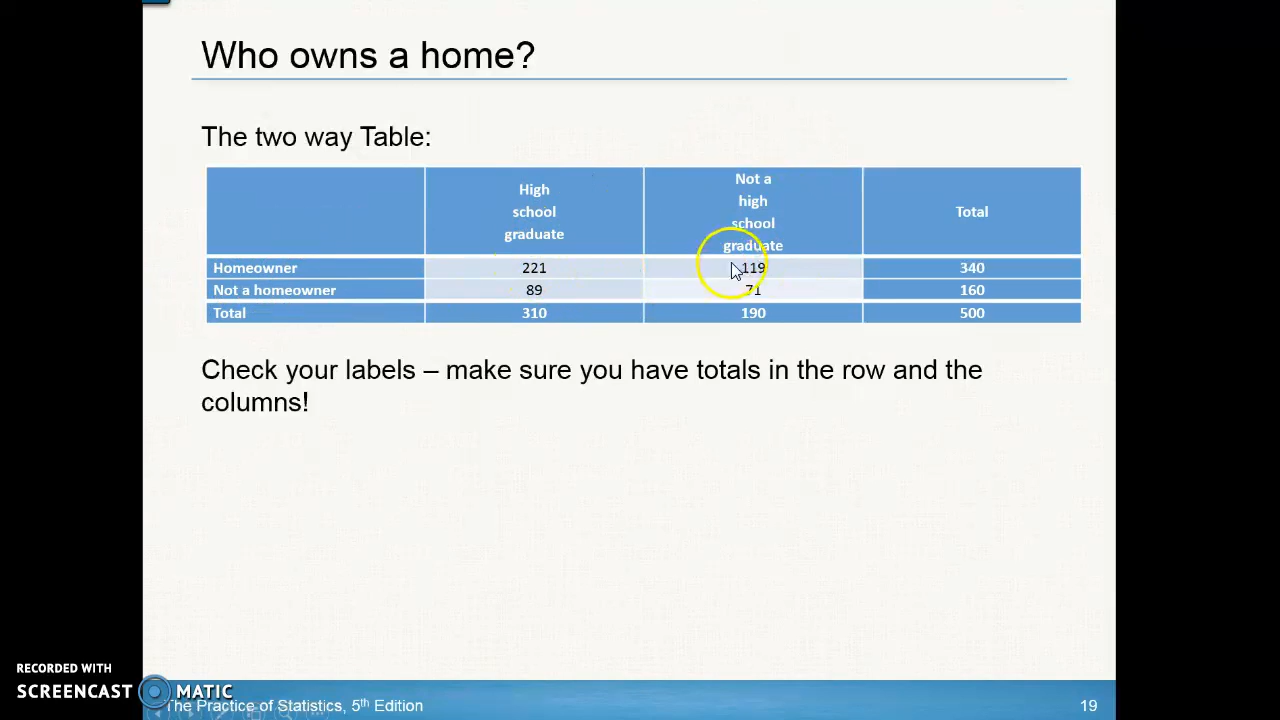 Who owns a home?
The two way Table:
High
school
graduate
Not a
high
school
graduate
Total
Homeowner 221 119 340
Not a homeowner 89 71 160
Total 310 190 500
Check your labels – make sure you have totals in the row and the
columns!
RECORDED WITH
SCREENCAST MATIC
The Practice of Statistics, 5th Edition 19